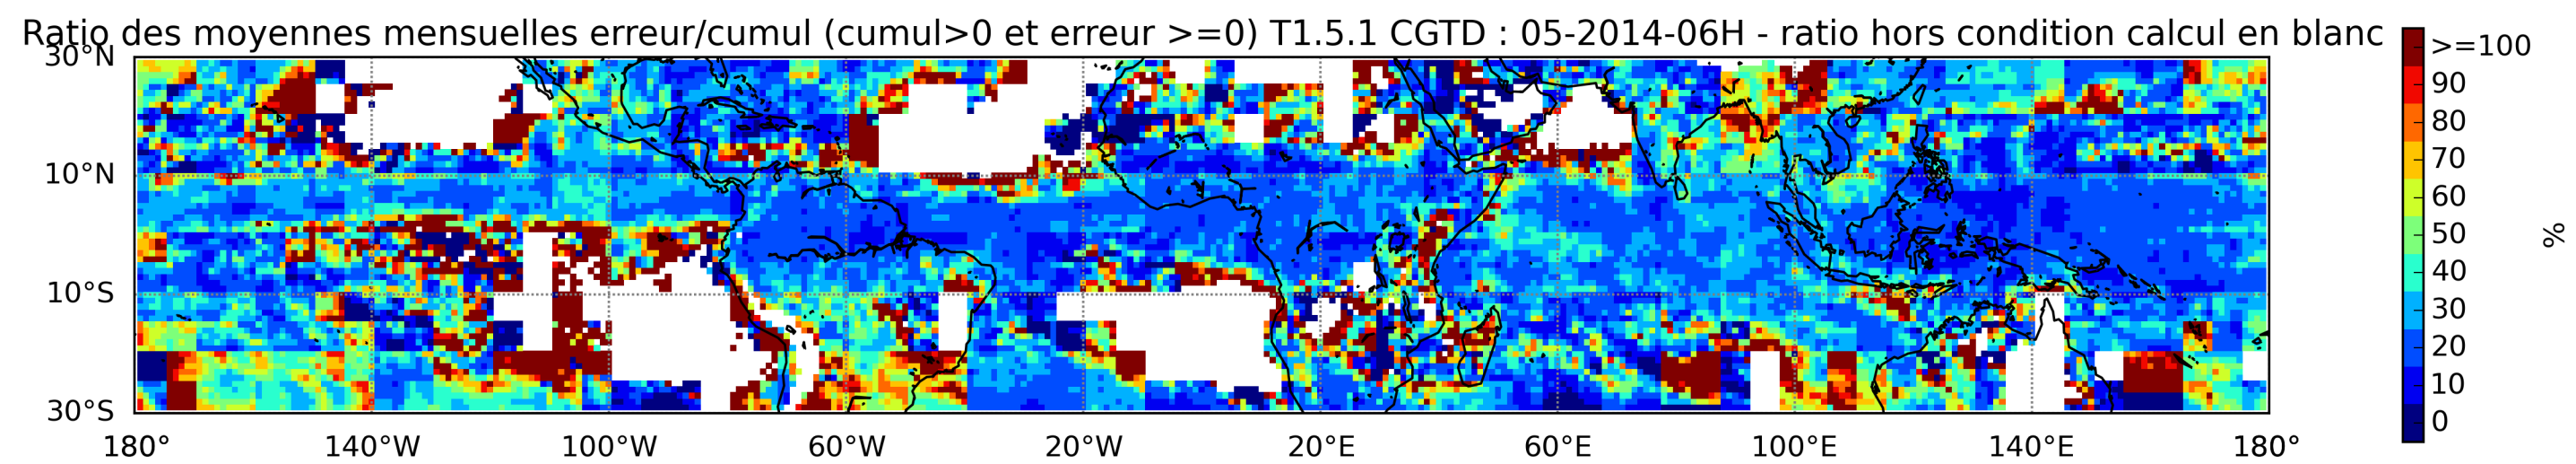 Ratio des moyennes mensuelles erreur/cumul (cumul>0 et erreur >=0) T1.5.1 CGTD : 05-2014-06H - ratio hors condition calcul en blanc
30°N
10°N
10°S
30°S
180°
140°W
100°W
60°W
20°W
20°E
60°E
100°E
140°E
180°
>=100
90
80
70
60
50
40
30
20
10
0
%